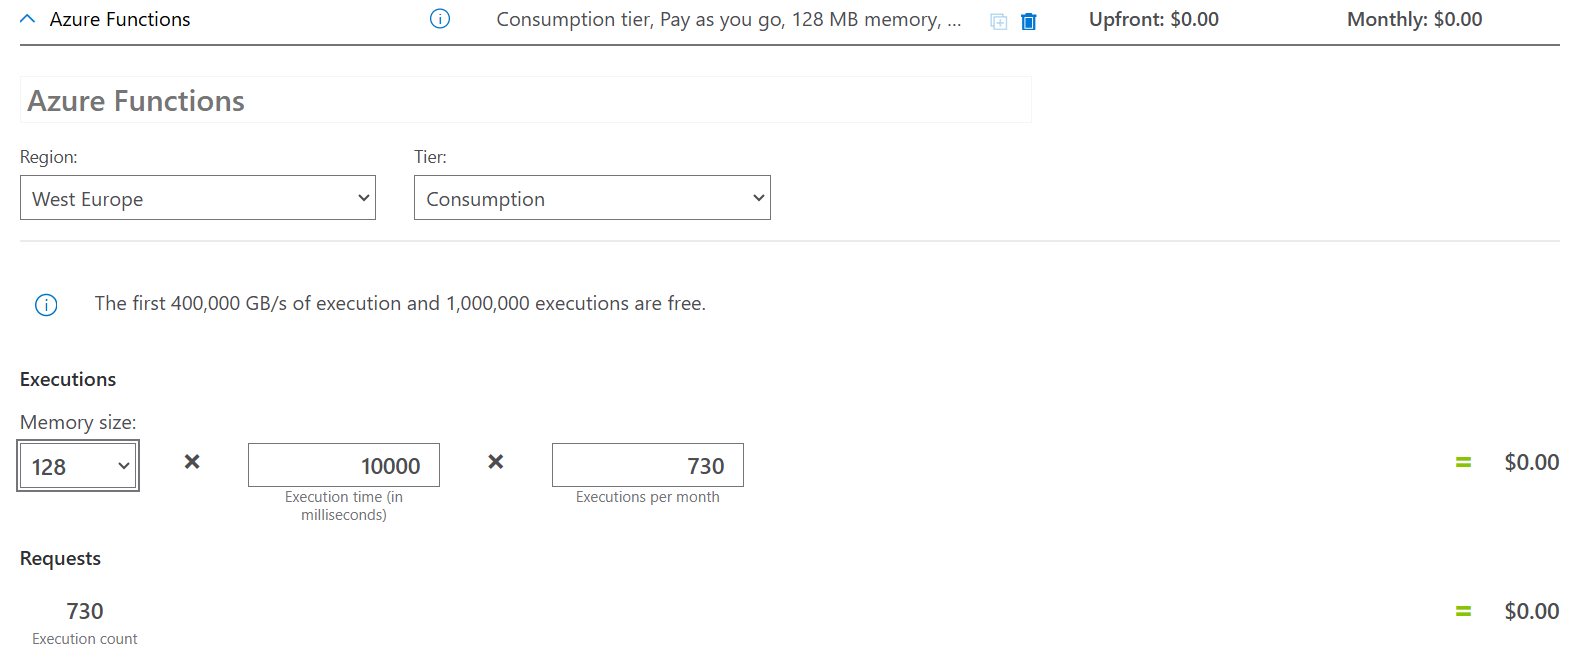 Azure Functions
Consumption tier, Pay as you go, 128 MB memory, ...
Upfront: $0.00
Monthly: $0.00
Azure Functions
Region:
Tier:
West Europe
Consumption
The first 400,000 GB/s of execution and 1,000,000 executions are free.
Executions
Memory size:
128
×
10000
×
730
=
$0.00
Execution time (in
milliseconds)
Executions per month
Requests
730
=
$0.00
Execution count